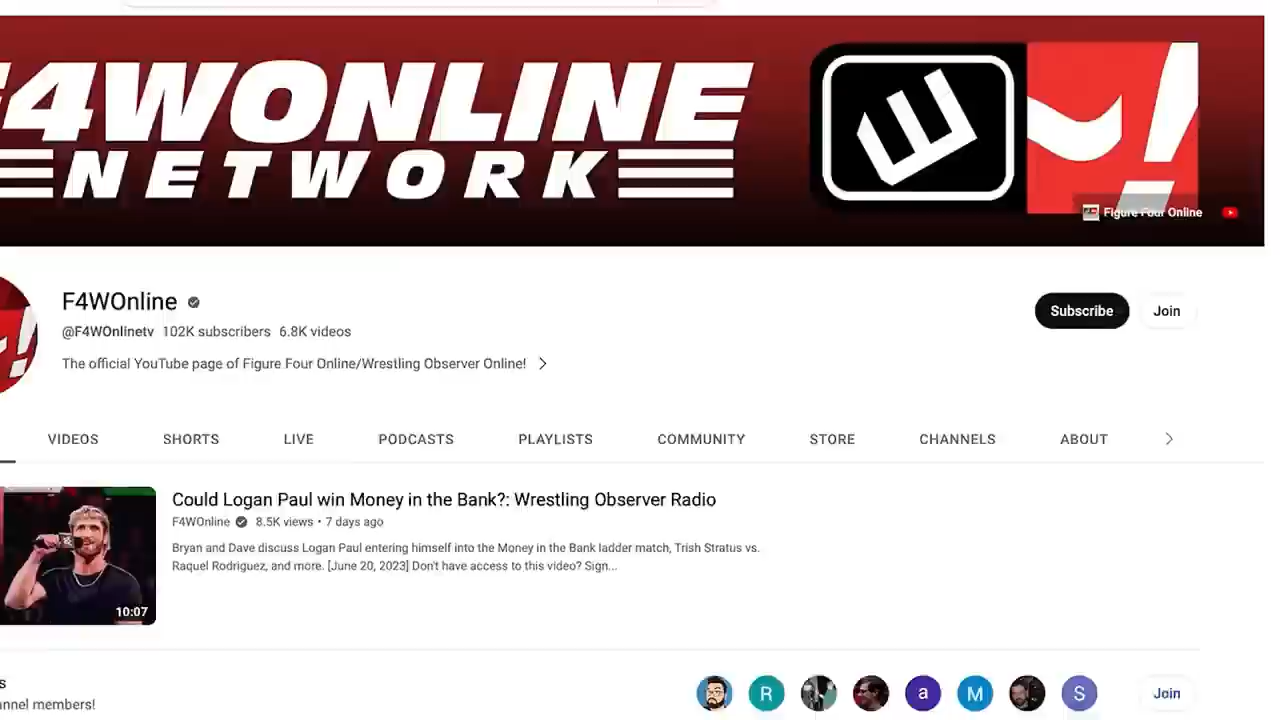 F4WONLINE
NETWORK
Figure Four Online
F4WOnline
@F4WOnlinetv 102K subscribers 6.8K videos
The official YouTube page of Figure Four Online/Wrestling Observer Online!
Subscribe
Join
VIDEOS SHORTS LIVE PODCASTS PLAYLISTS COMMUNITY STORE CHANNELS ABOUT
Could Logan Paul win Money in the Bank?: Wrestling Observer Radio
F4WOnline 8.5K views • 7 days ago
Bryan and Dave discuss Logan Paul entering himself into the Money in the Bank ladder match, Trish Stratus vs.
Raquel Rodriguez, and more. [June 20, 2023] Don't have access to this video? Sign...
10:07
s
nnel members!
R a M S
Join